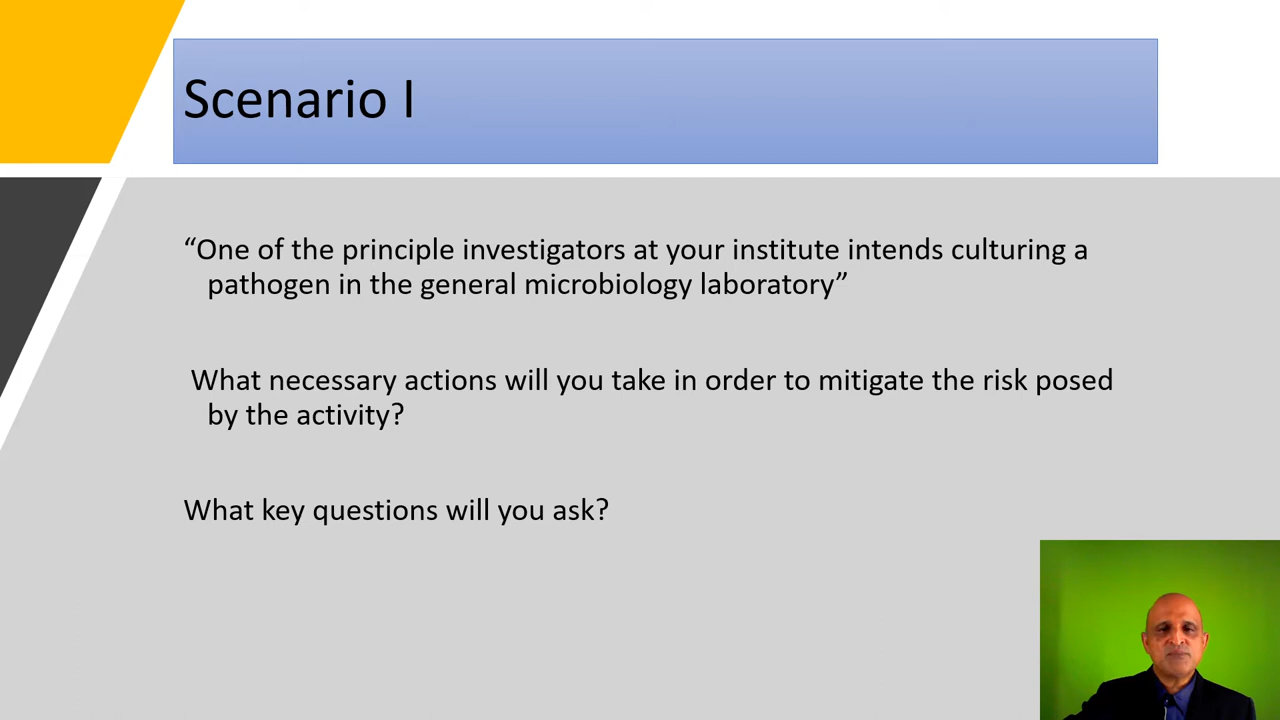 Scenario I
“One of the principle investigators at your institute intends culturing a
pathogen in the general microbiology laboratory”
What necessary actions will you take in order to mitigate the risk posed
by the activity?
What key questions will you ask?